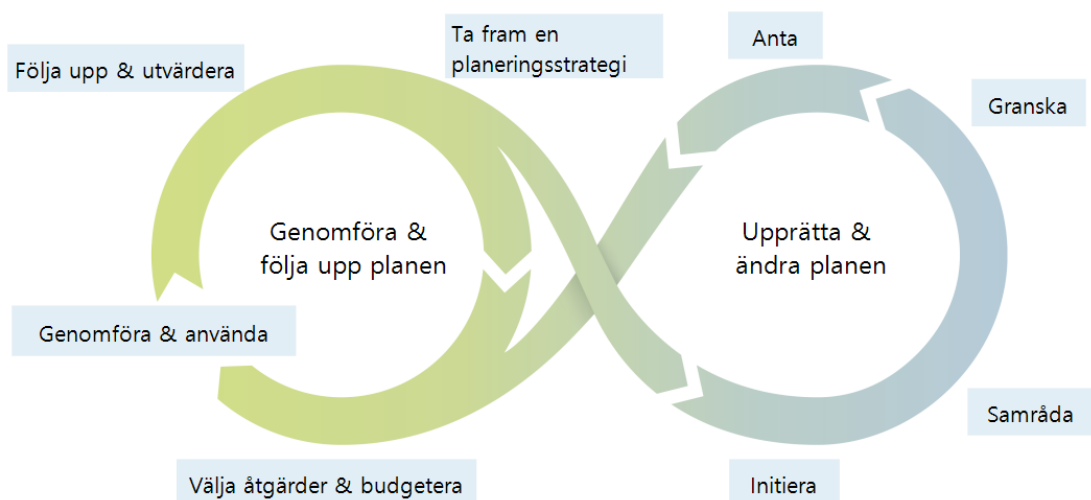 Ta fram en
planeringsstrategi
Anta
Följa upp & utvärdera
Granska
Genomföra &
följa upp planen
Upprätta &
ändra planen
Genomföra & använda
Samråda
Välja åtgärder & budgetera
Initiera